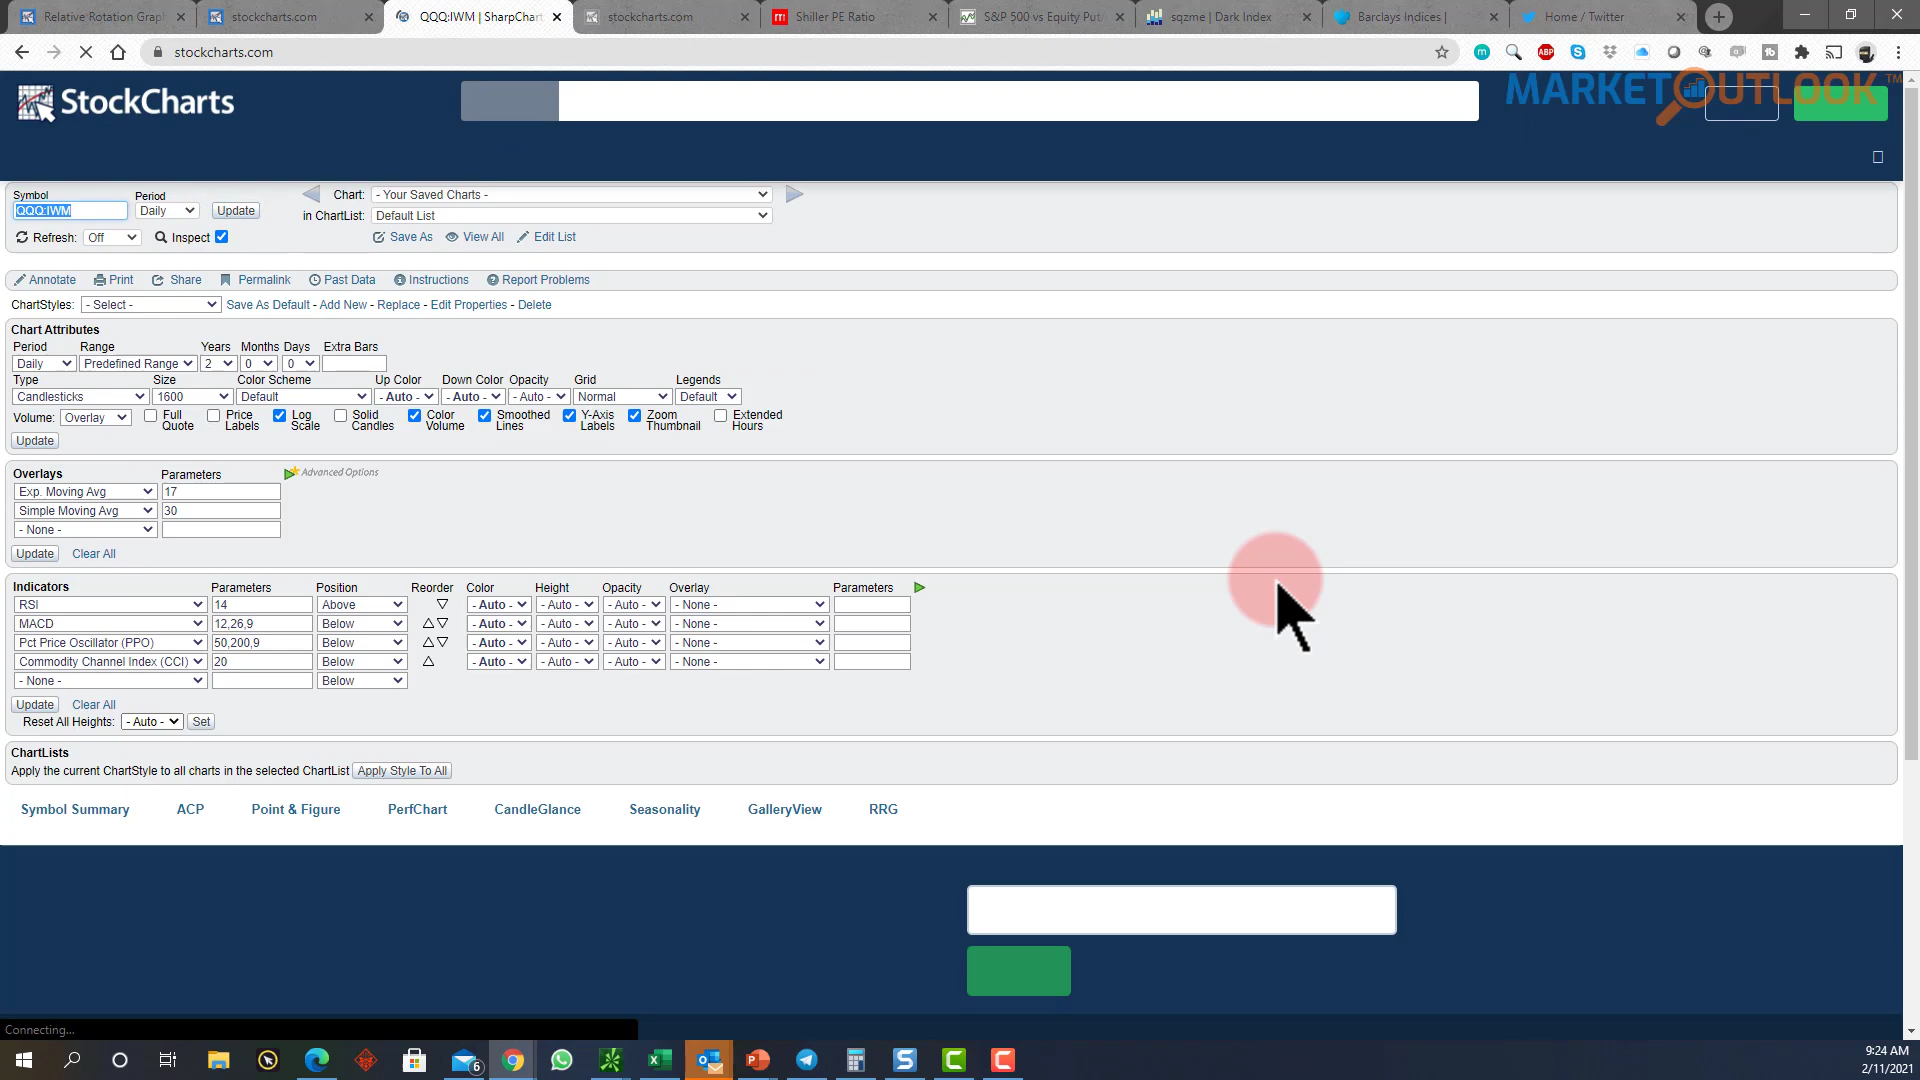 Relative Rotation Grap
stockcharts.com
QQQ:IWM | SharpChart
stockcharts.com
Shiller PE Ratio
S&P 500 vs Equity Put/
sqzme | Dark Index
Barclays Indices |
Home / Twitter
stockcharts.com
StockCharts
MARKETOUTLOOK™
Symbol
Period
QQQ:IWM
Daily
Update
Chart:
- Your Saved Charts -
in ChartList:
Default List
Refresh:
Off
Inspect
Save As
View All
Edit List
Annotate
Print
Share
Permalink
Past Data
Instructions
Report Problems
ChartStyles:
- Select -
Save As Default - Add New - Replace - Edit Properties - Delete
Chart Attributes
Period Range Years Months Days Extra Bars
Daily Predefined Range 2 0 0
Type Size Color Scheme Up Color Down Color Opacity Grid Legends
Candlesticks 1600 Default - Auto - - Auto - - Auto - Normal Default
Volume: Overlay Full Quote Price Labels Log Scale Solid Candles Color Volume Smoothed Lines Y-Axis Labels Zoom Thumbnail Extended Hours
Update
Overlays Parameters Advanced Options
Exp. Moving Avg 17
Simple Moving Avg 30
- None -
Update Clear All
Indicators Parameters Position Reorder Color Height Opacity Overlay Parameters
RSI 14 Above - Auto - - Auto - - Auto - - None -
MACD 12,26,9 Below - Auto - - Auto - - Auto - - None -
Pct Price Oscillator (PPO) 50,200,9 Below - Auto - - Auto - - Auto - - None -
Commodity Channel Index (CCI) 20 Below - Auto - - Auto - - Auto - - None -
- None - Below
Update Clear All
Reset All Heights: - Auto - Set
ChartLists
Apply the current ChartStyle to all charts in the selected ChartList Apply Style To All
Symbol Summary ACP Point & Figure PerfChart CandleGlance Seasonality GalleryView RRG
Connecting...
6
9:24 AM
2/11/2021